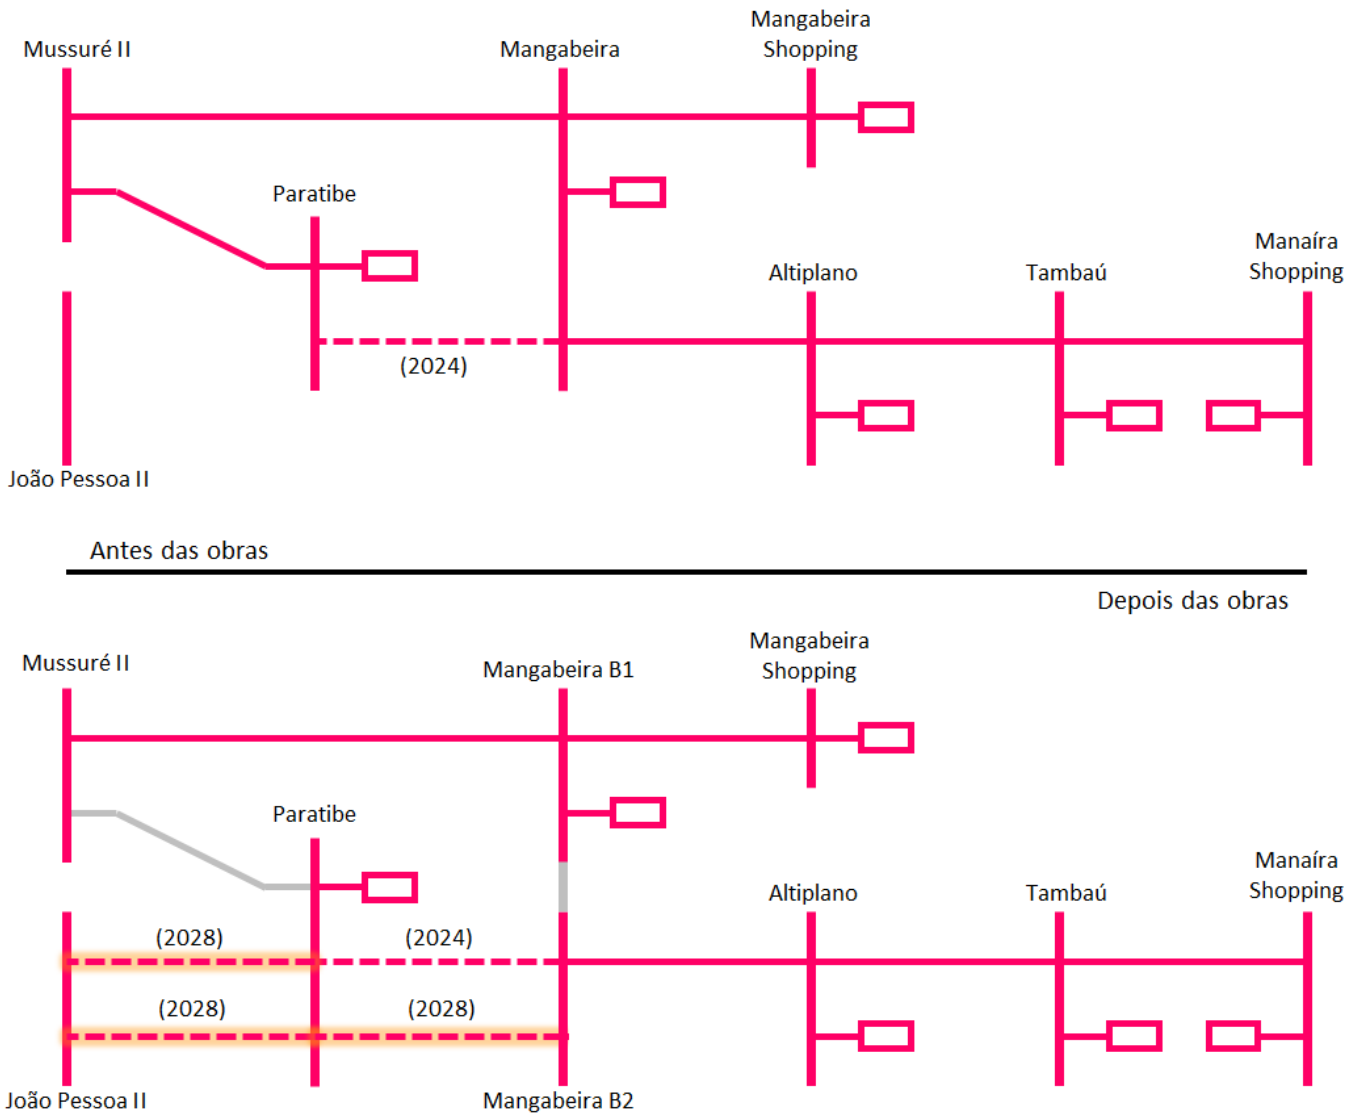 Mangabeira
Shopping
Mussuré II
Mangabeira
Paratibe
Manaíra
Shopping
Altiplano
Tambaú
(2024)
João Pessoa II
Antes das obras
Depois das obras
Mangabeira
Shopping
Mussuré II
Mangabeira B1
Paratibe
Manaíra
Shopping
Altiplano
Tambaú
(2028)
(2024)
(2028)
(2028)
João Pessoa II
Mangabeira B2